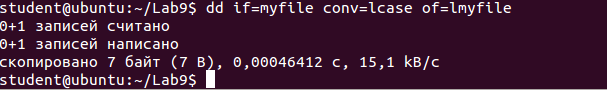 student@ubuntu:~/Lab9$ dd if=myfile conv=lcase of=lmyfile
0+1 записей считано
0+1 записей написано
скопировано 7 байт (7 B), 0,00046412 c, 15,1 kB/c
student@ubuntu:~/Lab9$